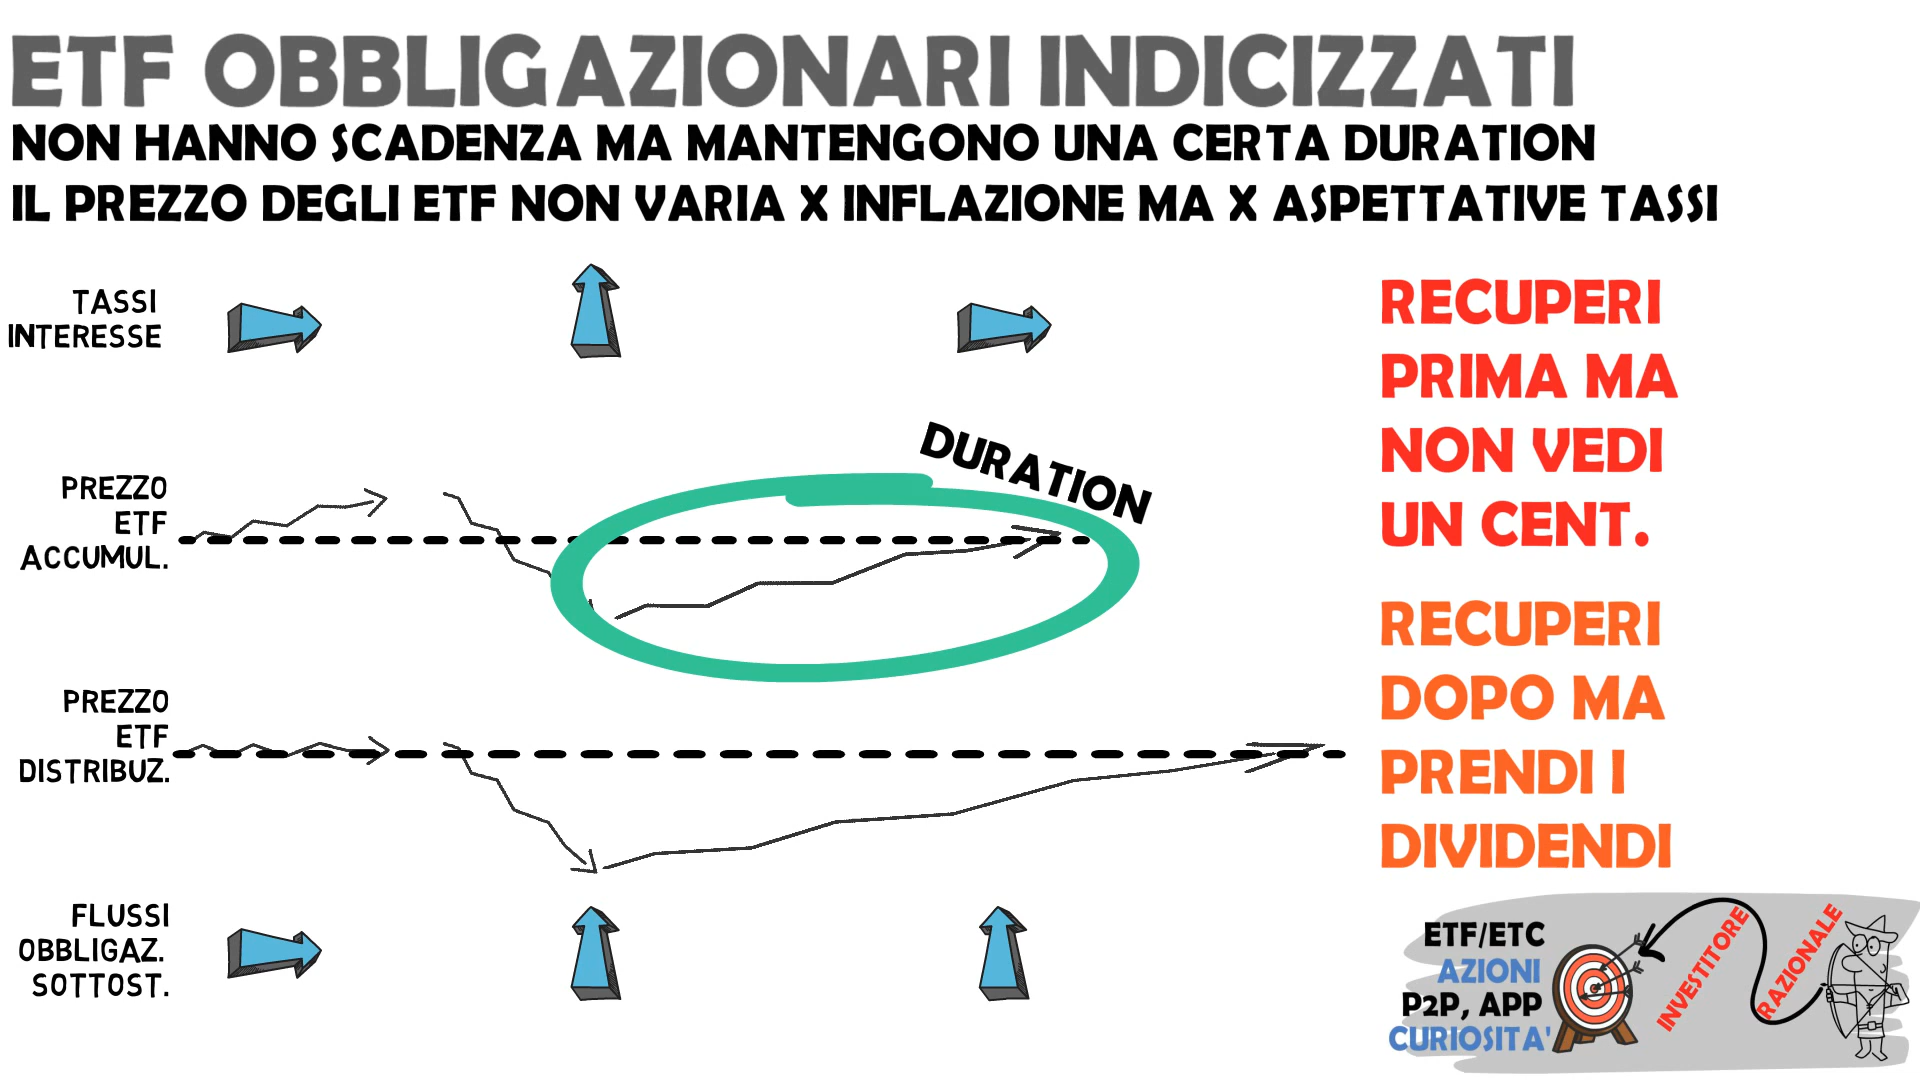 ETF OBBLIGAZIONARI INDICIZZATI
NON HANNO SCADENZA MA MANTENGONO UNA CERTA DURATION
IL PREZZO DEGLI ETF NON VARIA X INFLAZIONE MA X ASPETTATIVE TASSI
TASSI
INTERESSE
PREZZO
ETF
ACCUMUL.
DURATION
PREZZO
ETF
DISTRIBUZ.
FLUSSI
OBBLIGAZ.
SOTTOST.
RECUPERI
PRIMA MA
NON VEDI
UN CENT.
RECUPERI
DOPO MA
PRENDI I
DIVIDENDI
ETF/ETC
AZIONI
P2P, APP
CURIOSITA'
INVESTITORE
RAZIONALE